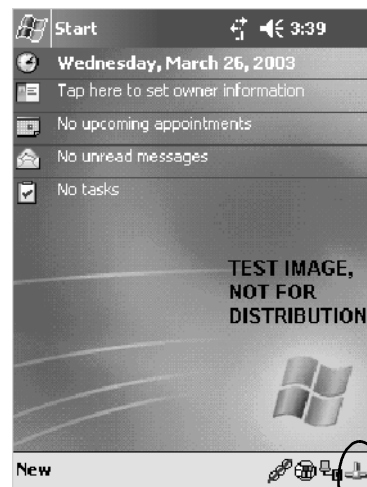 Start 3:39
Wednesday, March 26, 2003
Tap here to set owner information
No upcoming appointments
No unread messages
No tasks
TEST IMAGE,
NOT FOR
DISTRIBUTION
New